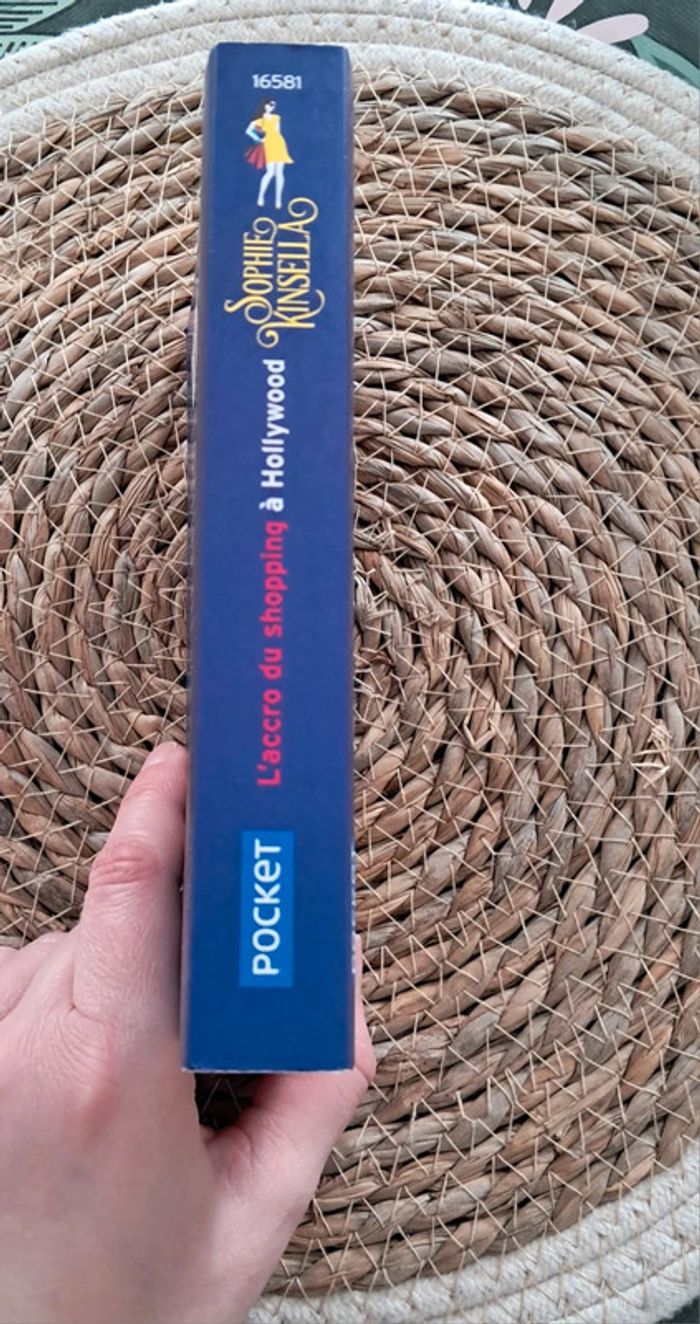 16581
SOPHIE
KINSELLA
L'accro du shopping à Hollywood
POCKET